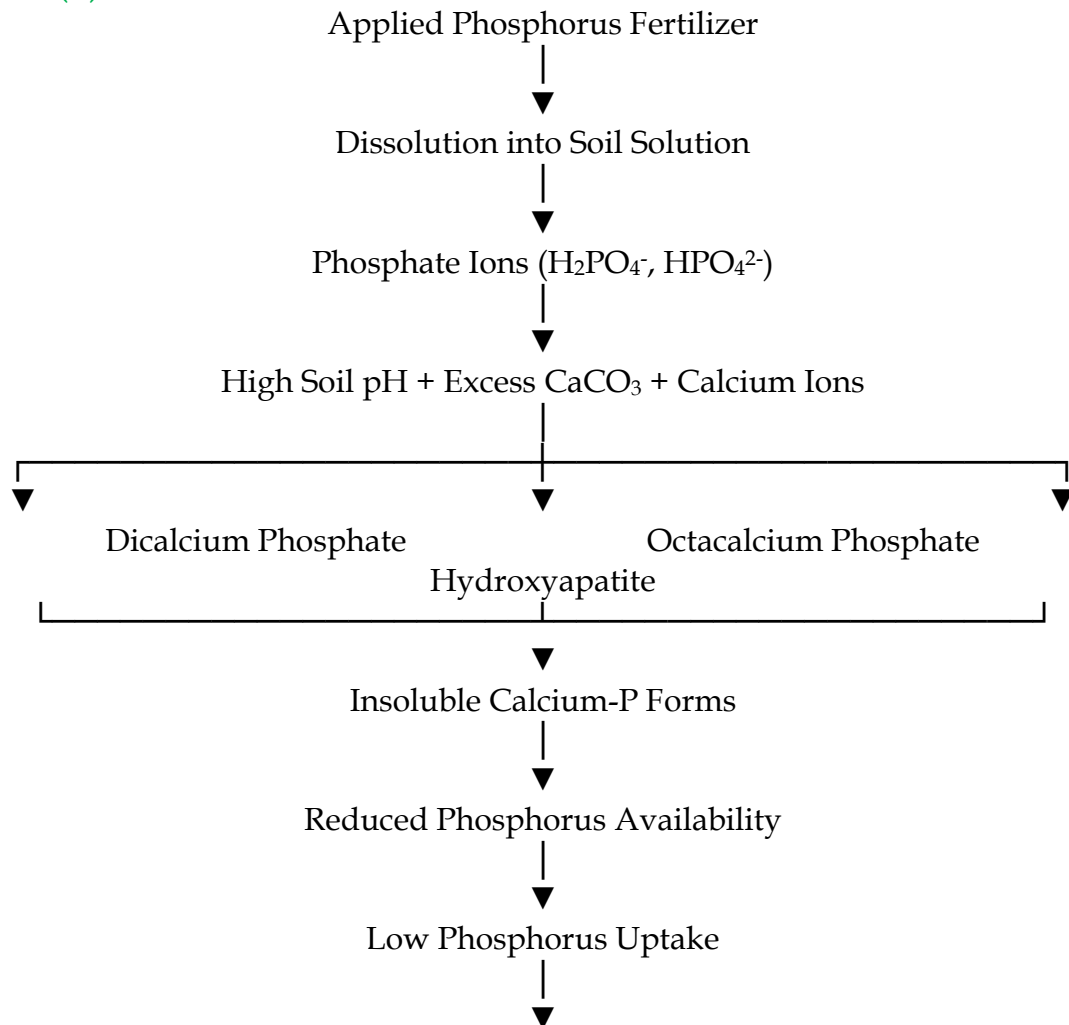 Applied Phosphorus Fertilizer
Dissolution into Soil Solution
Phosphate Ions (H₂PO₄⁻, HPO₄²⁻)
High Soil pH + Excess CaCO₃ + Calcium Ions
Dicalcium Phosphate Octacalcium Phosphate
Hydroxyapatite
Insoluble Calcium-P Forms
Reduced Phosphorus Availability
Low Phosphorus Uptake